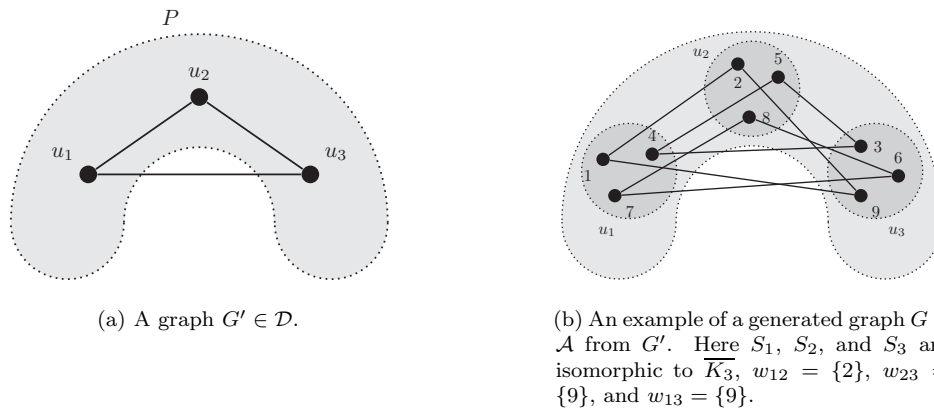 P
u2
u1
u3
(a) A graph G′ ∈ D.
u2
5
2
8
4
1
7
u1
3
6
9
u3
(b) An example of a generated graph G
A from G′. Here S1, S2, and S3
isomorphic to K̅3̅, w12 = {2}, w23 =
{9}, and w13 = {9}.